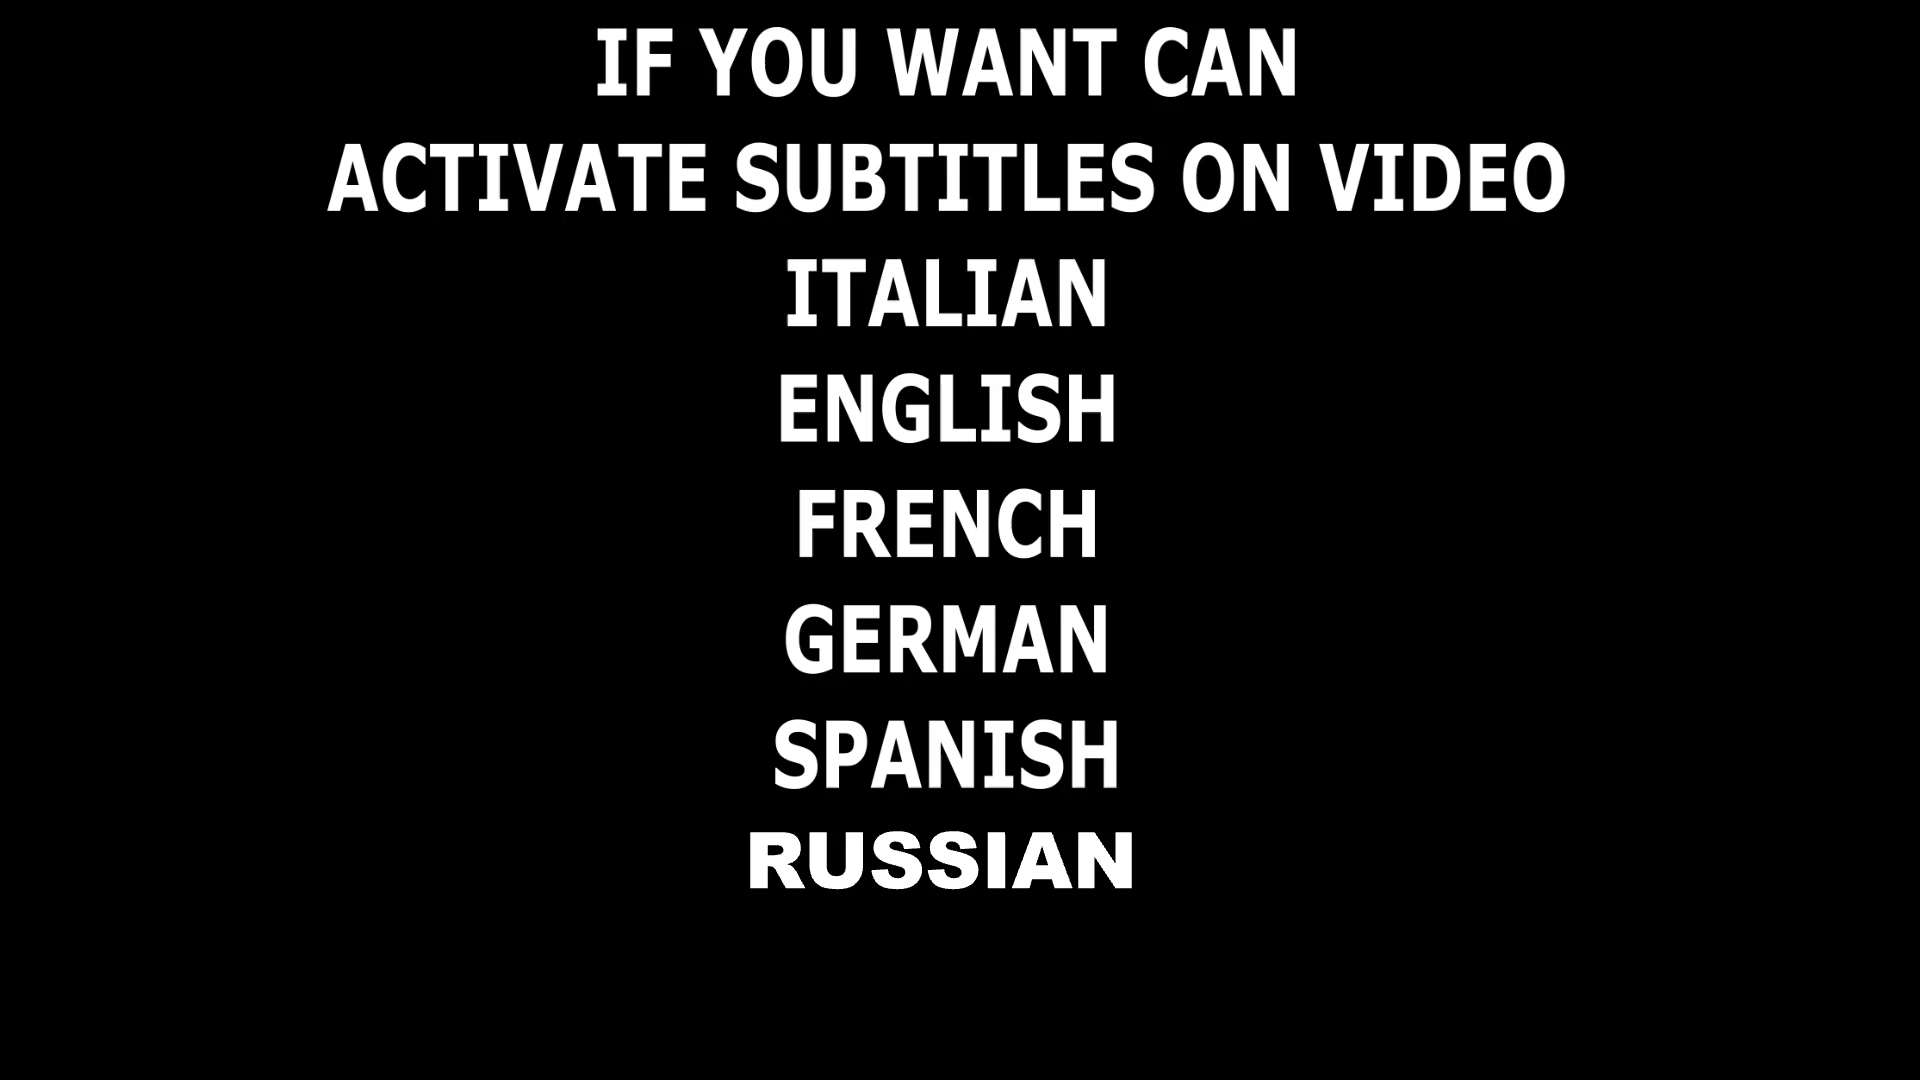 IF YOU WANT CAN
ACTIVATE SUBTITLES ON VIDEO
ITALIAN
ENGLISH
FRENCH
GERMAN
SPANISH
RUSSIAN